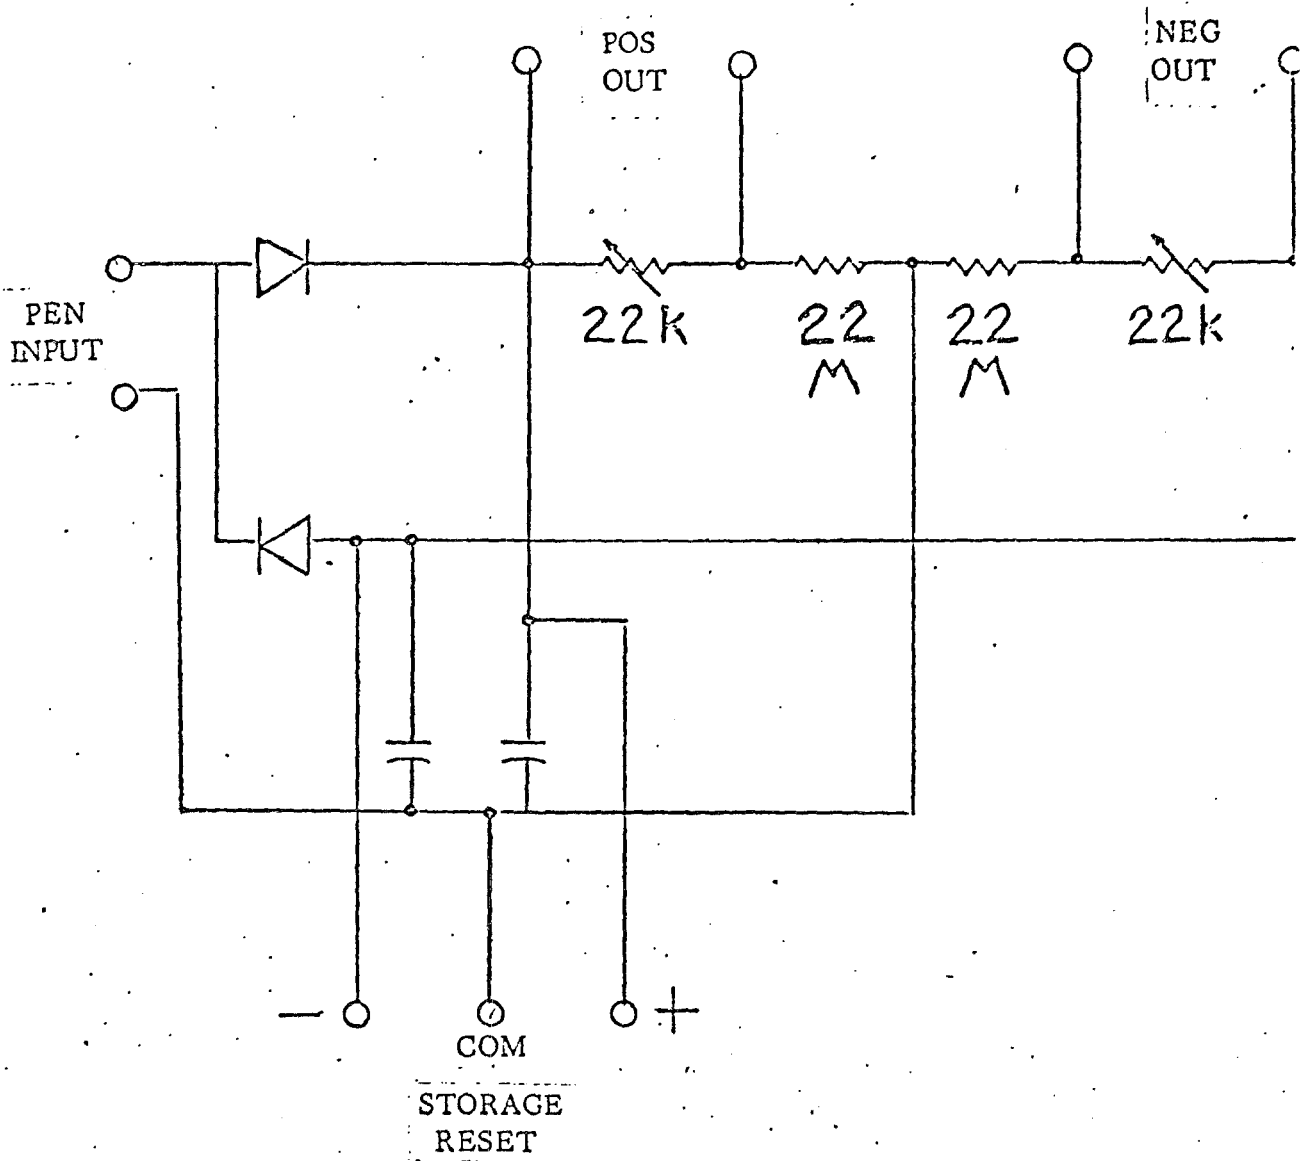 POS
OUT
NEG
OUT
PEN
INPUT
22k
22
M
22
M
22k
− +
COM
STORAGE
RESET